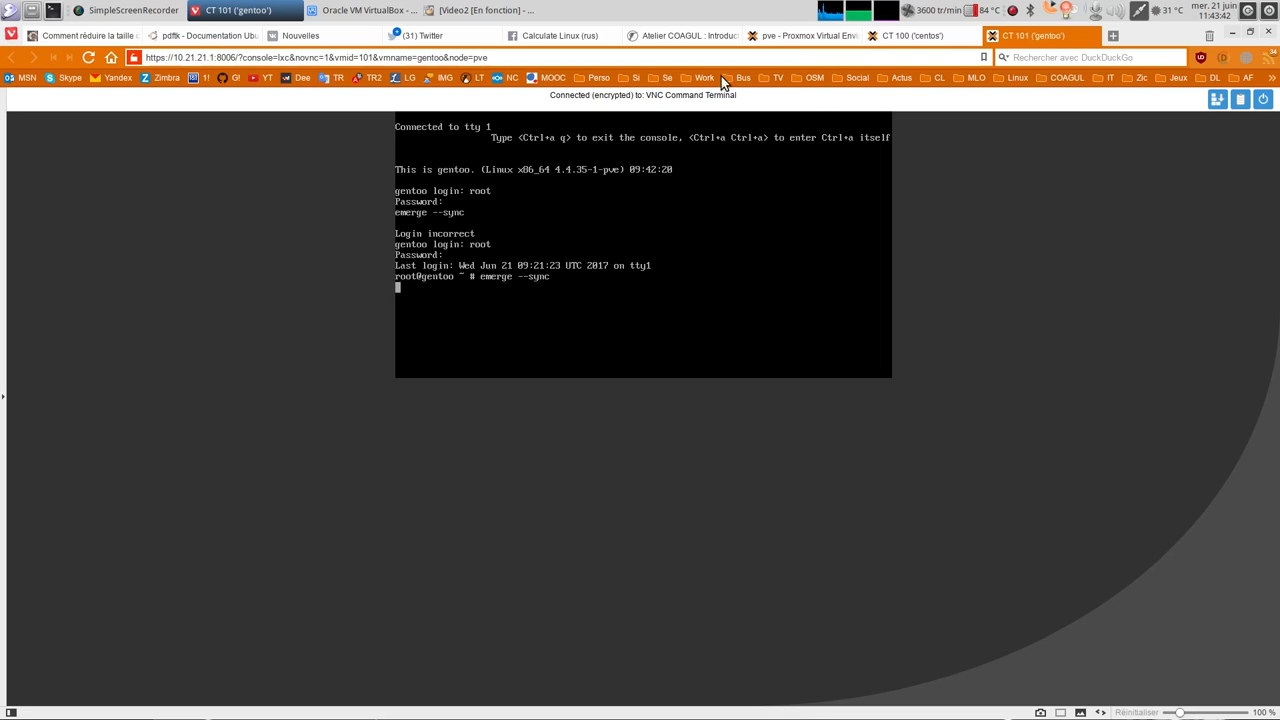 SimpleScreenRecorder
CT 101 ('gentoo')
Oracle VM VirtualBox - ...
[Video2 [En fonction] - ...
3600 tr/min
84 °C
31 °C
mer. 21 juin
11:43:42
Comment réduire la taille
pdftk - Documentation Ubu
Nouvelles
(31) Twitter
Calculate Linux (rus)
Atelier COAGUL : Introduct
pve - Proxmox Virtual Envi
CT 100 ('centos')
CT 101 ('gentoo')
https://10.21.21.1:8006/?console=lxc&novnc=1&vmid=101&vmname=gentoo&node=pve
Rechercher avec DuckDuckGo
34
MSN Skype Yandex Zimbra 1! G! YT Dee TR TR2 LG IMG LT NC MOOC Perso Si Se Work Bus TV OSM Social Actus CL MLO Linux COAGUL IT Zic Jeux DL AF
Connected (encrypted) to: VNC Command Terminal
Connected to tty 1
Type <Ctrl+a q> to exit the console, <Ctrl+a Ctrl+a> to enter Ctrl+a itself
This is gentoo. (Linux x86_64 4.4.35-1-pve) 09:42:20
gentoo login: root
Password:
emerge --sync
Login incorrect
gentoo login: root
Password:
Last login: Wed Jun 21 09:21:23 UTC 2017 on tty1
root@gentoo ~ # emerge --sync
Réinitialiser
100 %